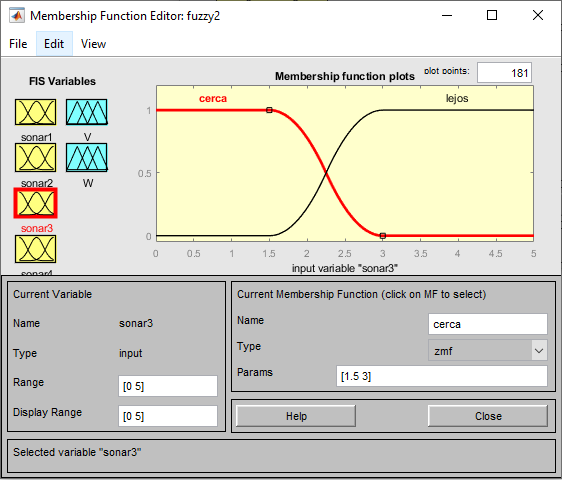 Membership Function Editor: fuzzy2
File Edit View
FIS Variables
sonar1 V
sonar2 W
sonar3
sonar4
Membership function plots
plot points: 181
cerca lejos
1
0.5
0
0 0.5 1 1.5 2 2.5 3 3.5 4 4.5 5
input variable "sonar3"
Current Variable
Name sonar3
Type input
Range [0 5]
Display Range [0 5]
Current Membership Function (click on MF to select)
Name cerca
Type zmf
Params [1.5 3]
Help Close
Selected variable "sonar3"